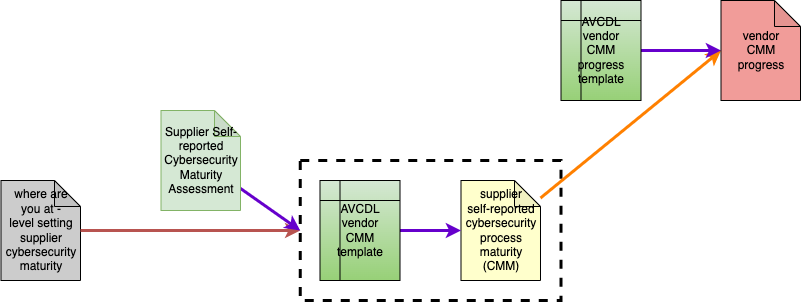 AVCDL
vendor
CMM
progress
template
vendor
CMM
progress
Supplier Self-
reported
Cybersecurity
Maturity
Assessment
where are
you at -
level setting
supplier
cybersecurity
maturity
AVCDL
vendor
CMM
template
supplier
self-reported
cybersecurity
process
maturity
(CMM)